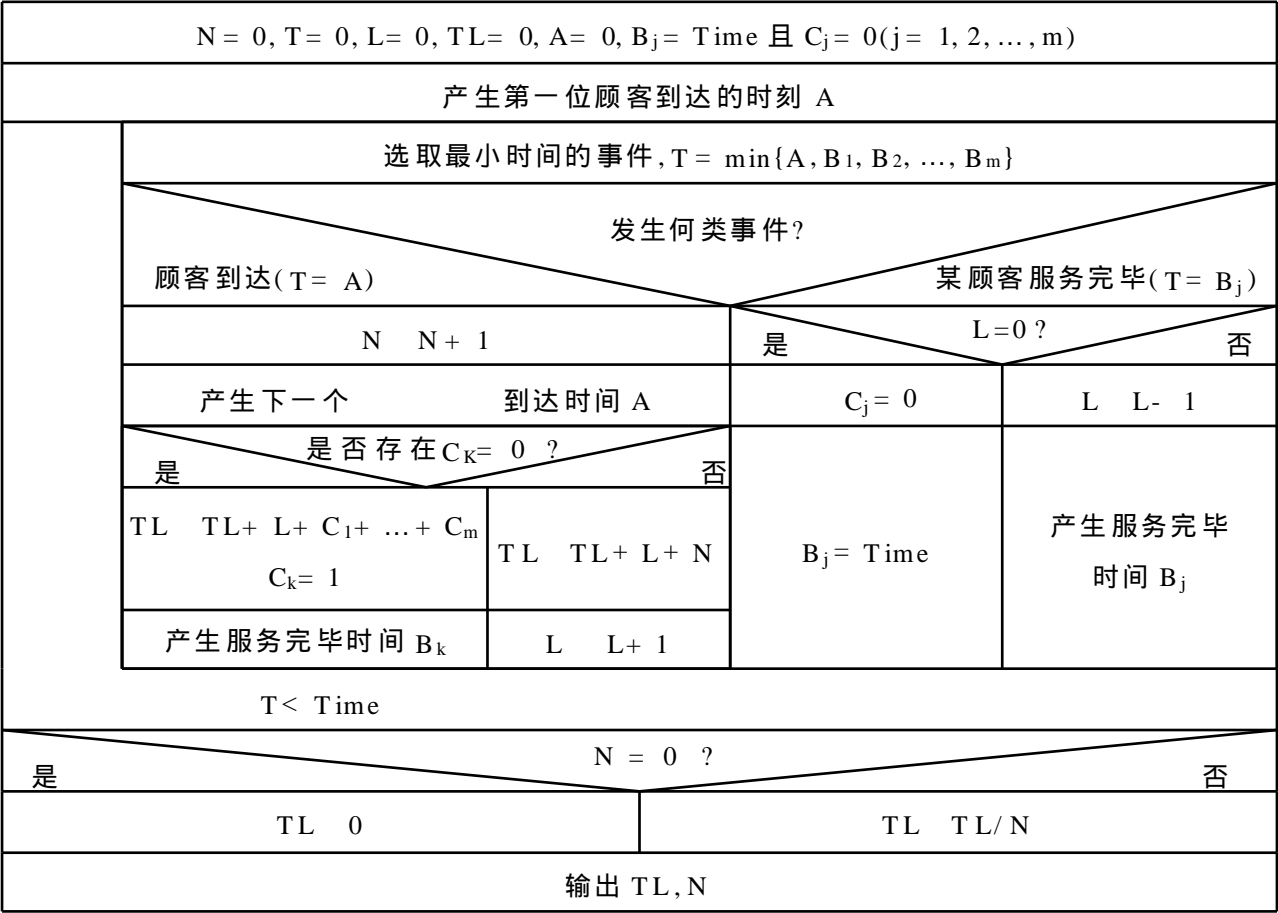 N = 0, T = 0, L = 0, TL = 0, A = 0, Bj = Time 且 Cj = 0(j = 1, 2, …, m)
产生第一位顾客到达的时刻 A
选取最小时间的事件, T = min{A, B1, B2, …, Bm}
发生何类事件?
顾客到达(T = A)
某顾客服务完毕(T = Bj)
N N + 1
L=0 ?
是
否
产生下一个 到达时间 A
Cj = 0
L L - 1
是否存在 CK = 0 ?
是
否
TL TL + L + C1 + … + Cm
Ck = 1
TL TL + L + N
Bj = Time
产生服务完毕
时间 Bj
产生服务完毕时间 Bk
L L + 1
T < Time
N = 0 ?
是
否
TL 0
TL TL/N
输出 TL, N